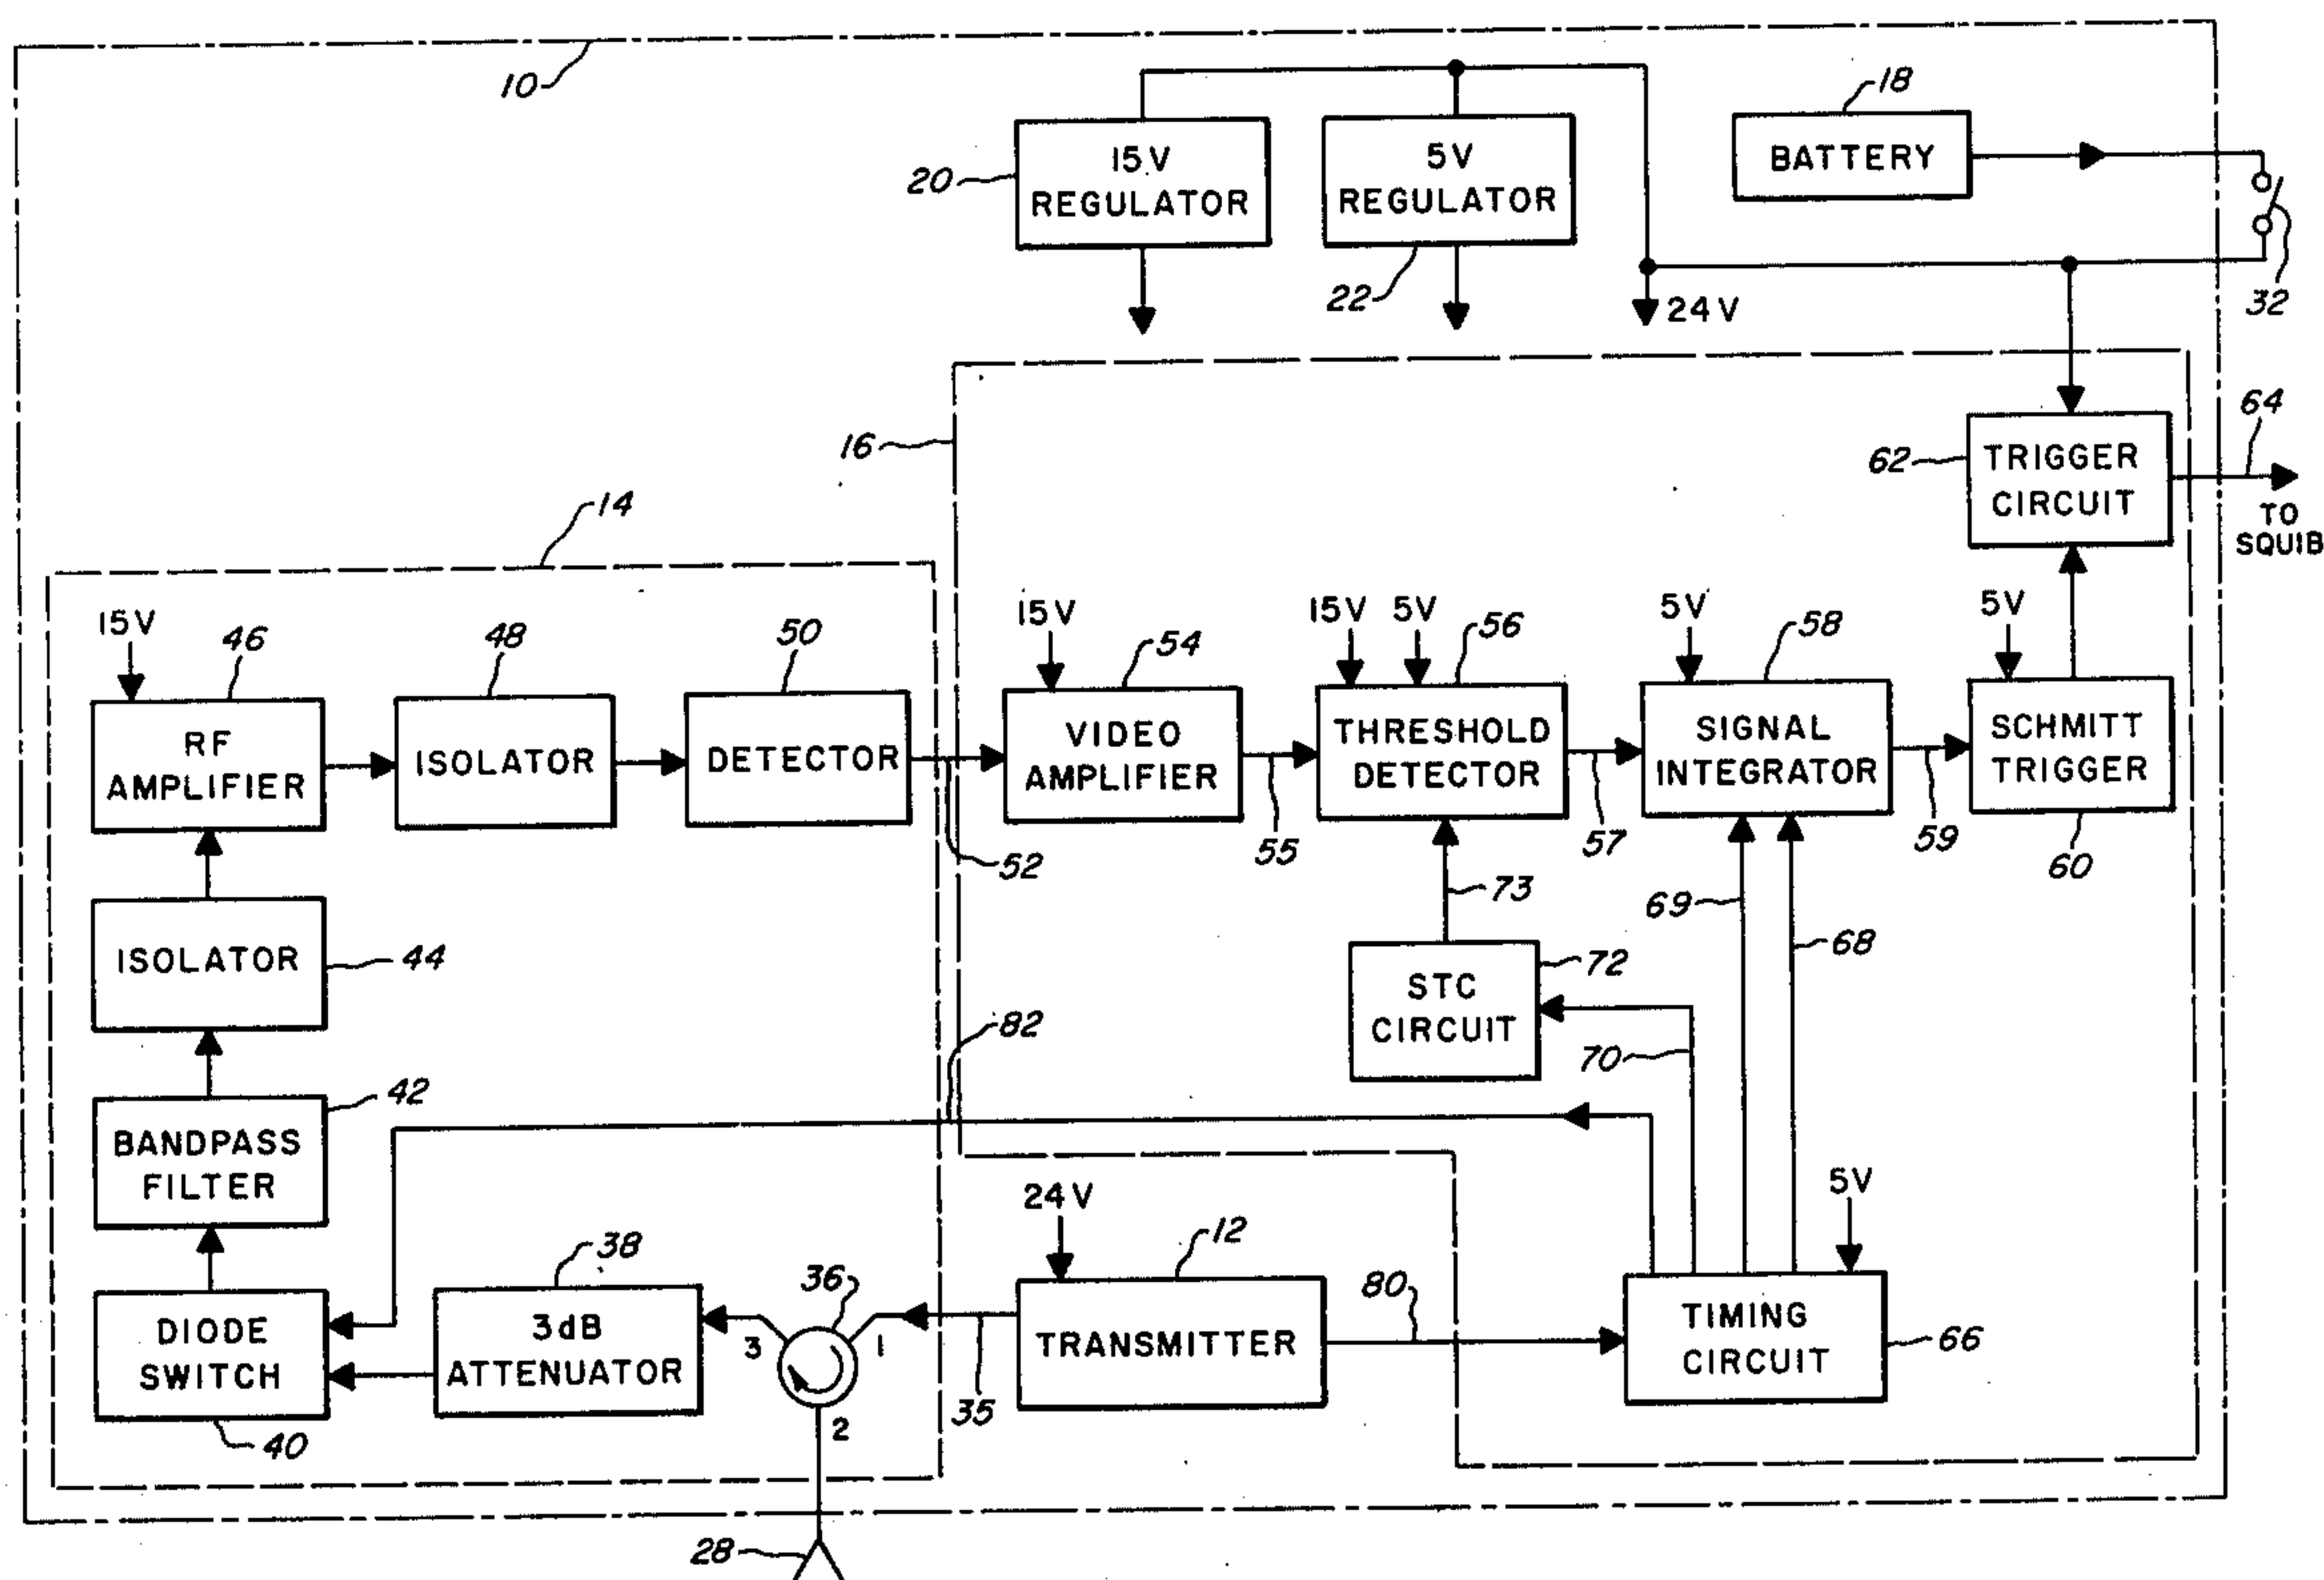 10
18
15V
REGULATOR
20
5V
REGULATOR
22
BATTERY
24V
32
16
62
TRIGGER
CIRCUIT
64
TO
SQUIB
14
15V
46
48
50
15V
54
15V
5V
56
5V
58
5V
RF
AMPLIFIER
ISOLATOR
DETECTOR
VIDEO
AMPLIFIER
THRESHOLD
DETECTOR
SIGNAL
INTEGRATOR
SCHMITT
TRIGGER
52
55
57
59
60
73
69
68
ISOLATOR
44
STC
CIRCUIT
72
70
82
42
BANDPASS
FILTER
24V
12
5V
38
36
80
DIODE
SWITCH
40
3dB
ATTENUATOR
3
1
2
35
TRANSMITTER
TIMING
CIRCUIT
66
28